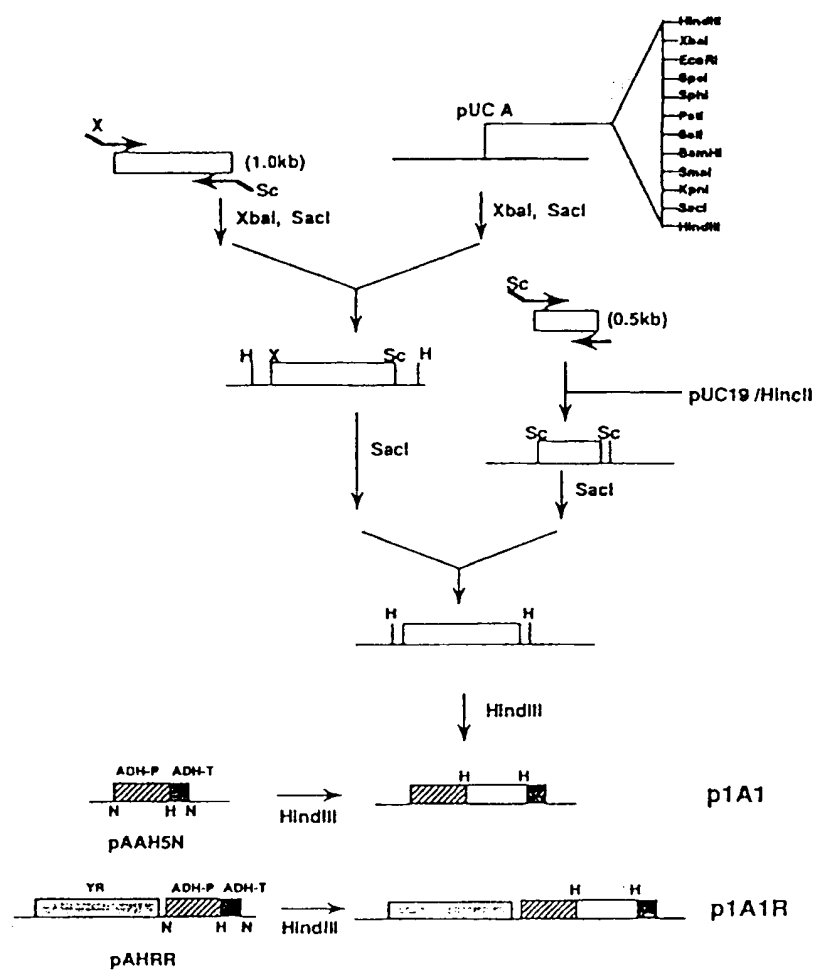 HindIII
XbaI
EcoRI
SpeI
SphI
PstI
SalI
BamHI
SmaI
KpnI
SacI
HindIII
pUC A
X
(1.0kb)
Sc
XbaI, SacI
XbaI, SacI
Sc
(0.5kb)
H X Sc H
pUC19 /HincII
Sc Sc
SacI
SacI
H H
HindIII
ADH-P ADH-T
N H N
pAAH5N
HindIII
H H
p1A1
YR ADH-P ADH-T
N H N
pAHRR
HindIII
H H
p1A1R